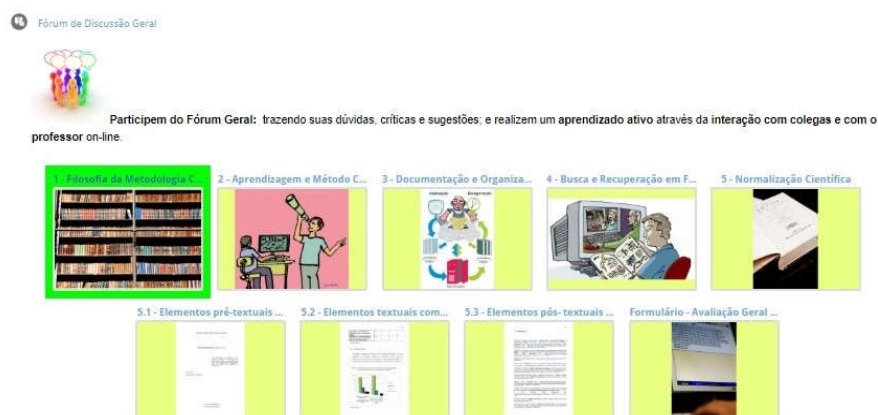 Fórum de Discussão Geral
Participem do Fórum Geral: trazendo suas dúvidas, críticas e sugestões; e realizem um aprendizado ativo através da interação com colegas e com o
professor on-line.
1 - Filosofia da Metodologia C...
2 - Aprendizagem e Método C...
3 - Documentação e Organiza...
4 - Busca e Recuperação em F...
5 - Normalização Científica
5.1 - Elementos pré-textuais ...
5.2 - Elementos textuais com...
5.3 - Elementos pós- textuais ...
Formulário - Avaliação Geral ...